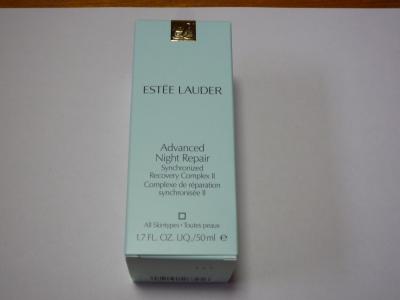 ESTĒE LAUDER
Advanced
Night Repair
Synchronized
Recovery Complex II
Complexe de réparation
synchronisée II
All Skintypes • Toutes peaux
1.7 FL. OZ. LIQ./50 ml ℮